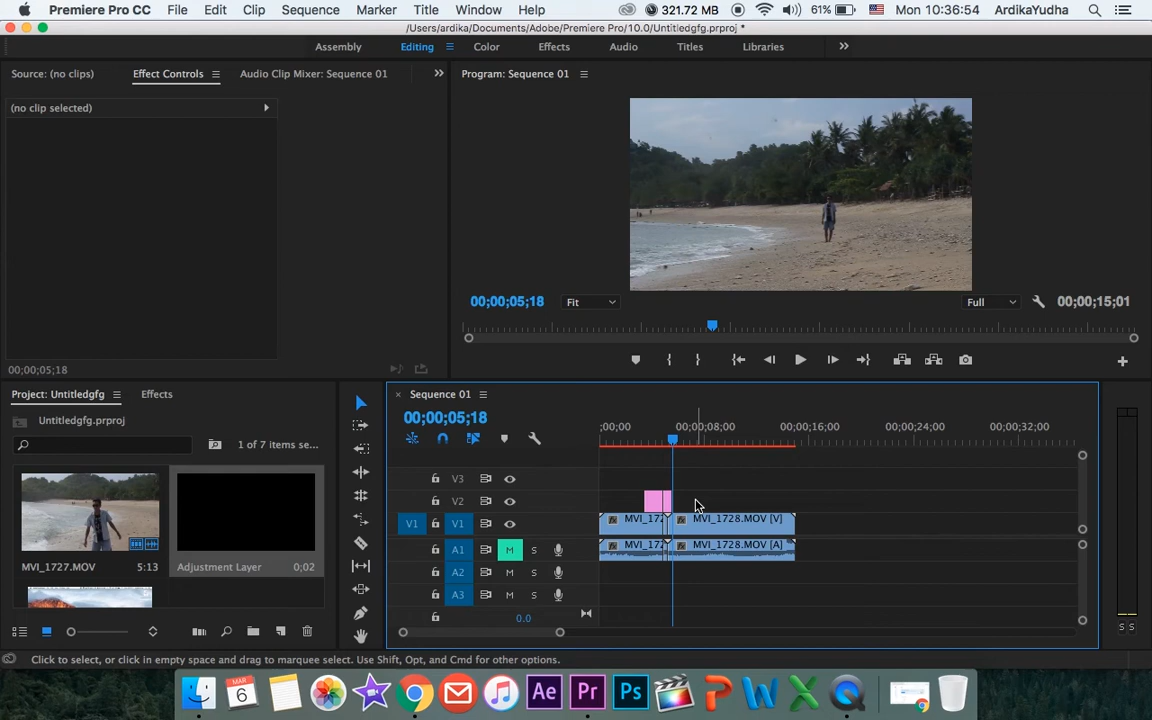 Premiere Pro CC File Edit Clip Sequence Marker Title Window Help 321.72 MB 61% Mon 10:36:54 ArdikaYudha
/Users/ardika/Documents/Adobe/Premiere Pro/10.0/Untitledgfg.prproj *
Assembly Editing Color Effects Audio Titles Libraries
Source: (no clips) Effect Controls Audio Clip Mixer: Sequence 01 Program: Sequence 01
(no clip selected)
00;00;05;18 Fit Full 00;00;15;01
00;00;05;18
Project: Untitledgfg Effects × Sequence 01
Untitledgfg.prproj 00;00;05;18
1 of 7 items se...
;00;00 00;00;08;00 00;00;16;00 00;00;24;00 00;00;32;00
V3
V2
V1 V1 MVI_172 MVI_1728.MOV [V]
A1 M S MVI_172 MVI_1728.MOV [A]
MVI_1727.MOV 5:13 Adjustment Layer 0;02
A2 M S
A3 M S
0.0
S S
Click to select, or click in empty space and drag to marquee select. Use Shift, Opt, and Cmd for other options.
MAR
6 Ae Pr Ps